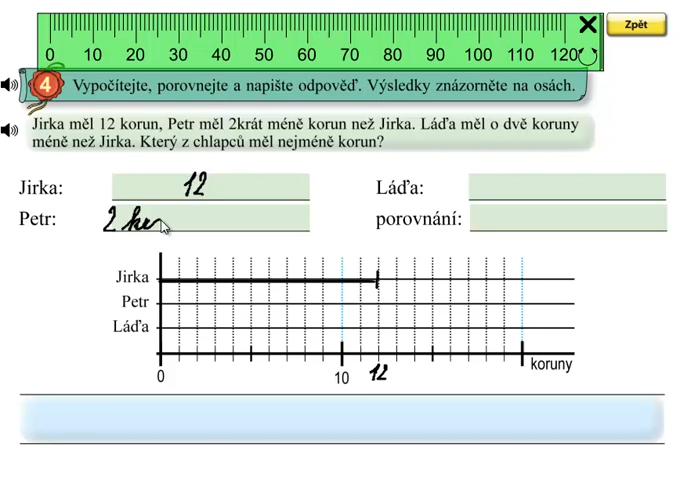 0 10 20 30 40 50 60 70 80 90 100 110 120
Zpět
4 Vypočítejte, porovnejte a napište odpověď. Výsledky znázorněte na osách.
Jirka měl 12 korun, Petr měl 2krát méně korun než Jirka. Láďa měl o dvě koruny
méně než Jirka. Který z chlapců měl nejméně korun?
Jirka: 12 Láďa:
Petr: 2 porovnání:
Jirka
Petr
Láďa
0 10 12 koruny